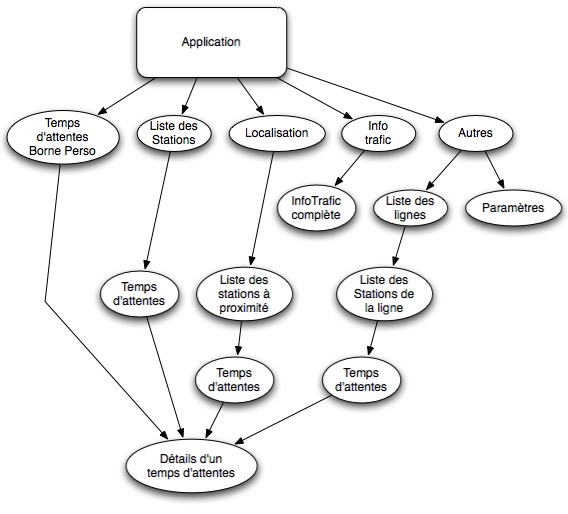 Application
Temps
d'attentes
Borne Perso
Liste des
Stations
Localisation
Info
trafic
Autres
InfoTrafic
complète
Liste des
lignes
Paramètres
Temps
d'attentes
Liste des
stations à
proximité
Liste des
Stations de
la ligne
Temps
d'attentes
Temps
d'attentes
Détails d'un
temps d'attentes